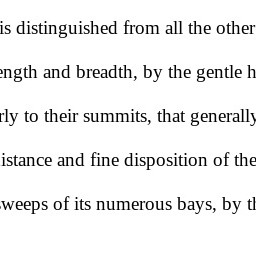 is distinguished from all the other
ength and breadth, by the gentle h
rly to their summits, that generally
istance and fine disposition of the
sweeps of its numerous bays, by th